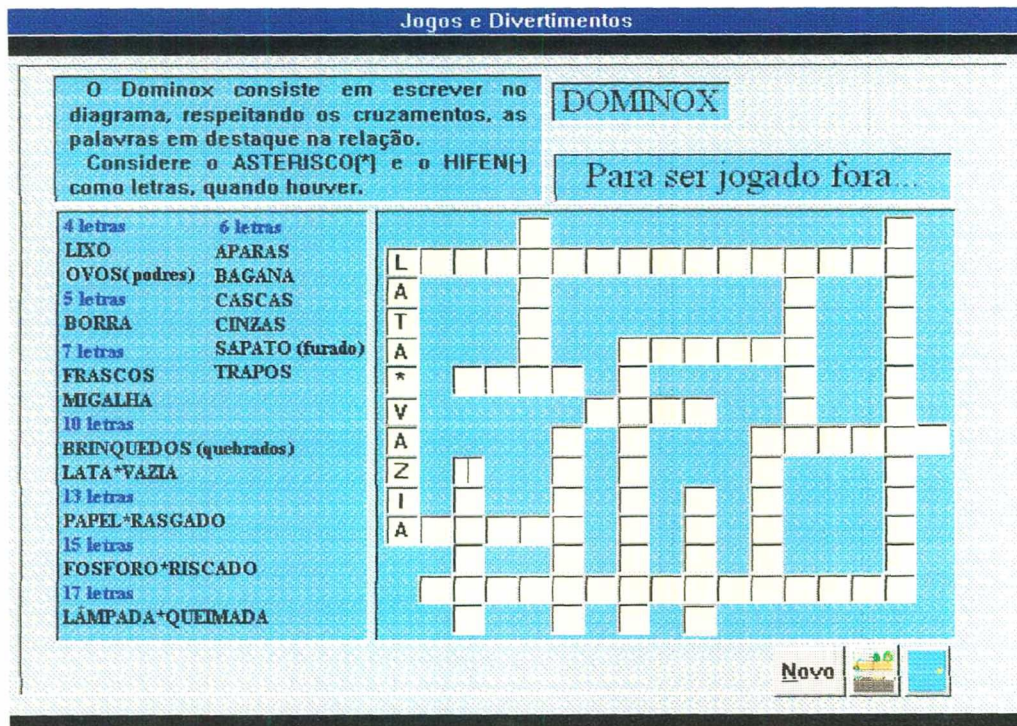 Jogos e Divertimentos
O Dominox consiste em escrever no
diagrama, respeitando os cruzamentos, as
palavras em destaque na relação.
Considere o ASTERISCO(*) e o HIFEN(-)
como letras, quando houver.
DOMINOX
Para ser jogado fora...
4 letras
LIXO
OVOS(podres)
5 letras
BORRA
7 letras
FRASCOS
MIGALHA
10 letras
BRINQUEDOS (quebrados)
LATA*VAZIA
13 letras
PAPEL*RASGADO
15 letras
FOSFORO*RISCADO
17 letras
LÂMPADA*QUEIMADA
6 letras
APARAS
BAGANA
CASCAS
CINZAS
SAPATO (furado)
TRAPOS
L
A
T
A
*
V
A
Z
I
A
Novo